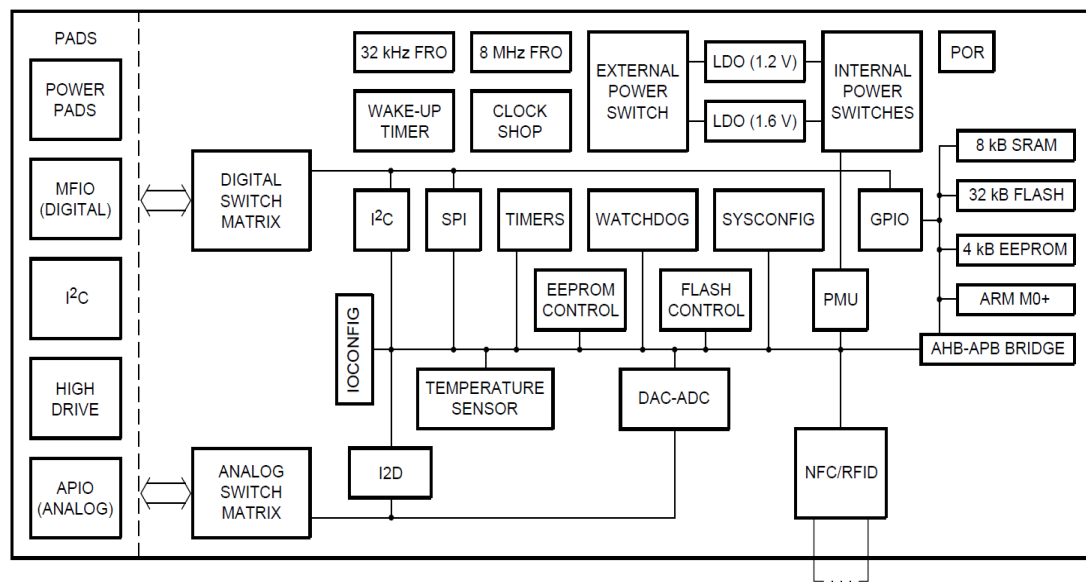 PADS
POWER
PADS
MFIO
(DIGITAL)
I²C
HIGH
DRIVE
APIO
(ANALOG)
DIGITAL
SWITCH
MATRIX
ANALOG
SWITCH
MATRIX
32 kHz FRO
8 MHz FRO
WAKE-UP
TIMER
CLOCK
SHOP
EXTERNAL
POWER
SWITCH
LDO (1.2 V)
LDO (1.6 V)
INTERNAL
POWER
SWITCHES
POR
I²C
SPI
TIMERS
WATCHDOG
SYSCONFIG
GPIO
8 kB SRAM
32 kB FLASH
4 kB EEPROM
ARM M0+
AHB-APB BRIDGE
EEPROM
CONTROL
FLASH
CONTROL
PMU
IOCONFIG
TEMPERATURE
SENSOR
DAC-ADC
I2D
NFC/RFID